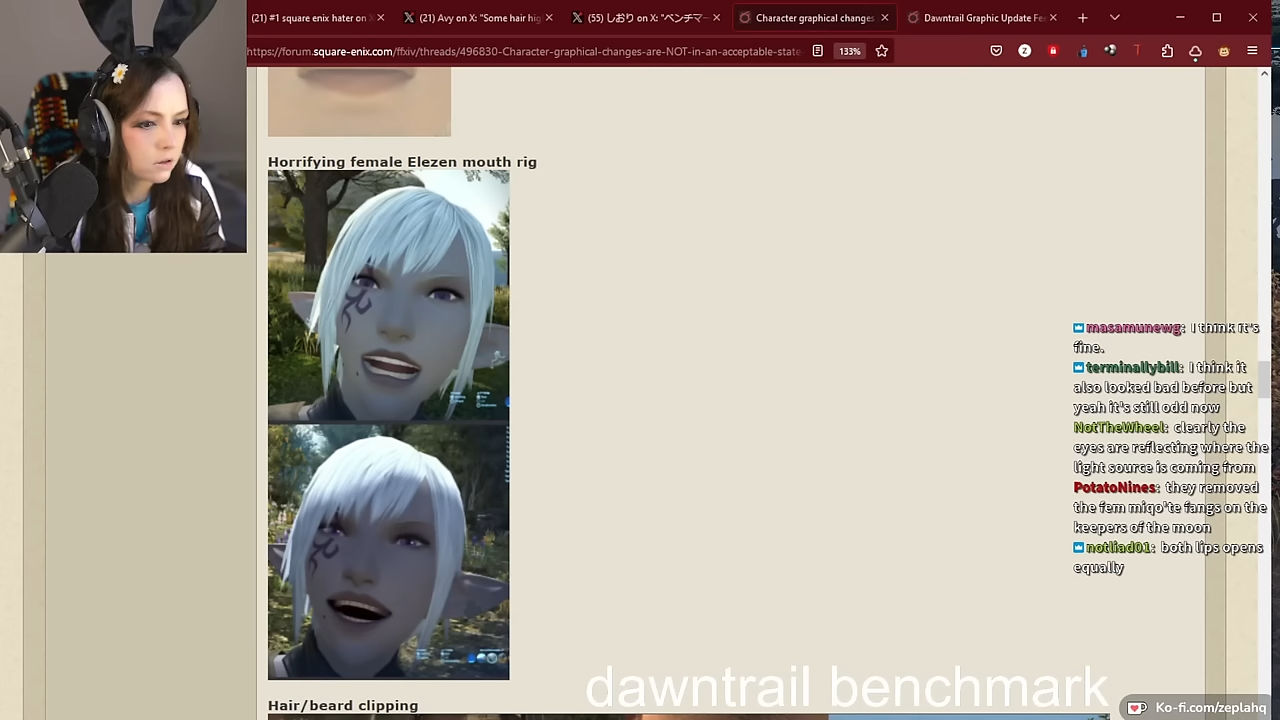 (21) #1 square enix hater on
(21) Avy on X: "Some hair hig
(55) しおり on X: "ベンチマー
Character graphical changes
Dawntrail Graphic Update Fe
https://forum.square-enix.com/ffxiv/threads/496830-Character-graphical-changes-are-NOT-in-an-acceptable-state-
133%
Horrifying female Elezen mouth rig
masamunewg: I think it's
fine.
terminallybill: I think it
also looked bad before but
yeah it's still odd now
NotTheWheel: clearly the
eyes are reflecting where the
light source is coming from
PotatoNines: they removed
the fem miqo'te fangs on the
keepers of the moon
notliad01: both lips opens
equally
dawntrail benchmark
Hair/beard clipping
Ko-fi.com/zeplahq